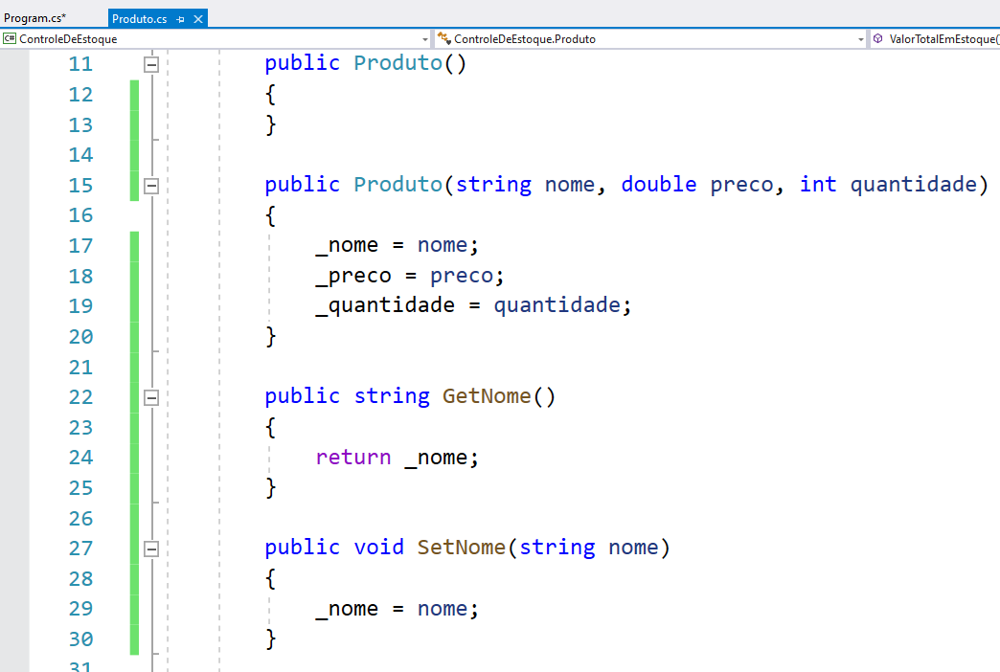 Program.cs*
Produto.cs
C# ControleDeEstoque
ControleDeEstoque.Produto
ValorTotalEmEstoque(
11 public Produto()
12 {
13 }
14
15 public Produto(string nome, double preco, int quantidade)
16 {
17 _nome = nome;
18 _preco = preco;
19 _quantidade = quantidade;
20 }
21
22 public string GetNome()
23 {
24 return _nome;
25 }
26
27 public void SetNome(string nome)
28 {
29 _nome = nome;
30 }
31